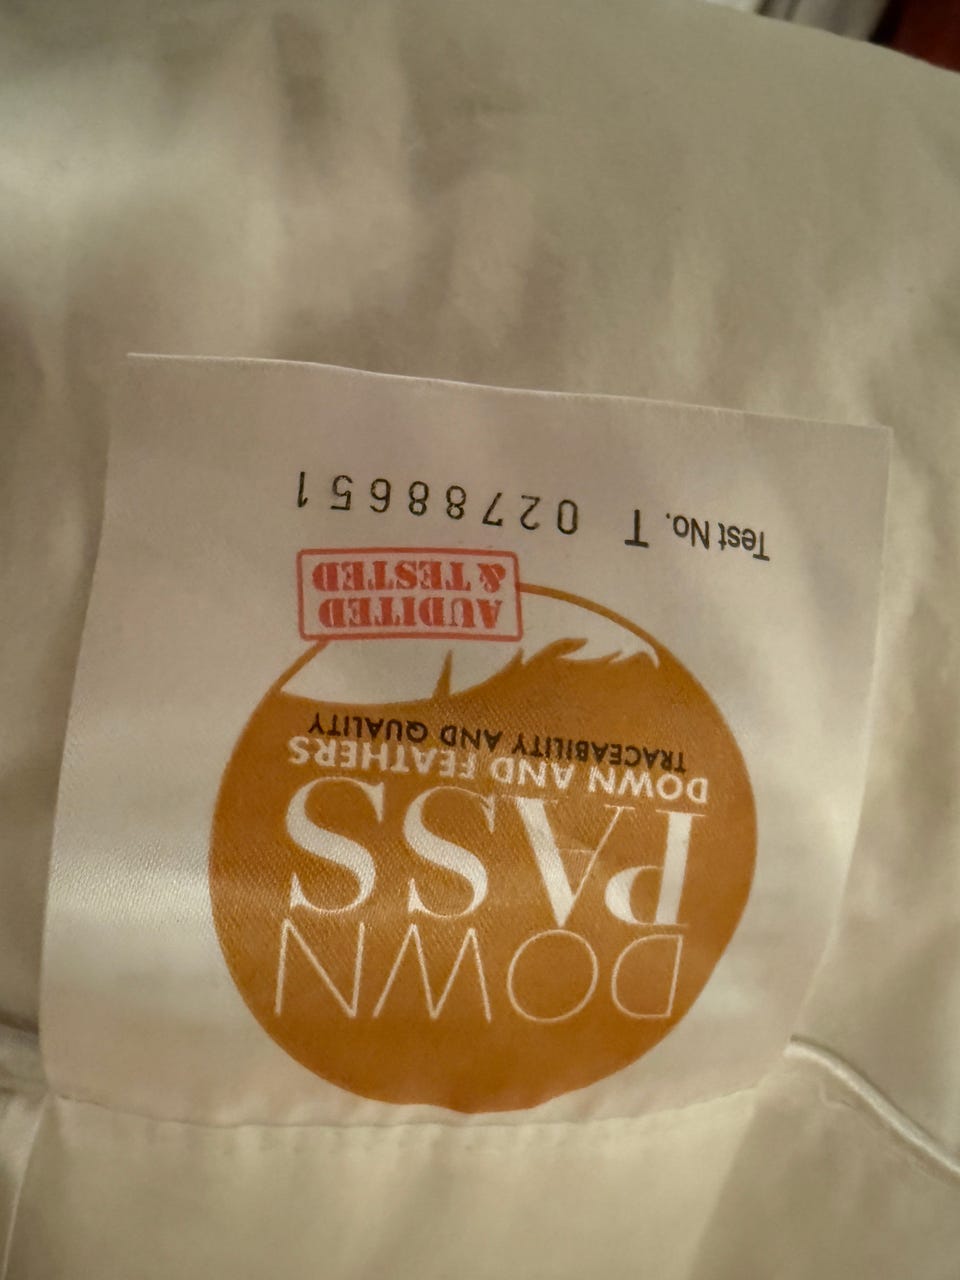 DOWN
PASS
DOWN AND FEATHERS
TRACEABILITY AND QUALITY
AUDITED
& TESTED
Test No. T 02788651